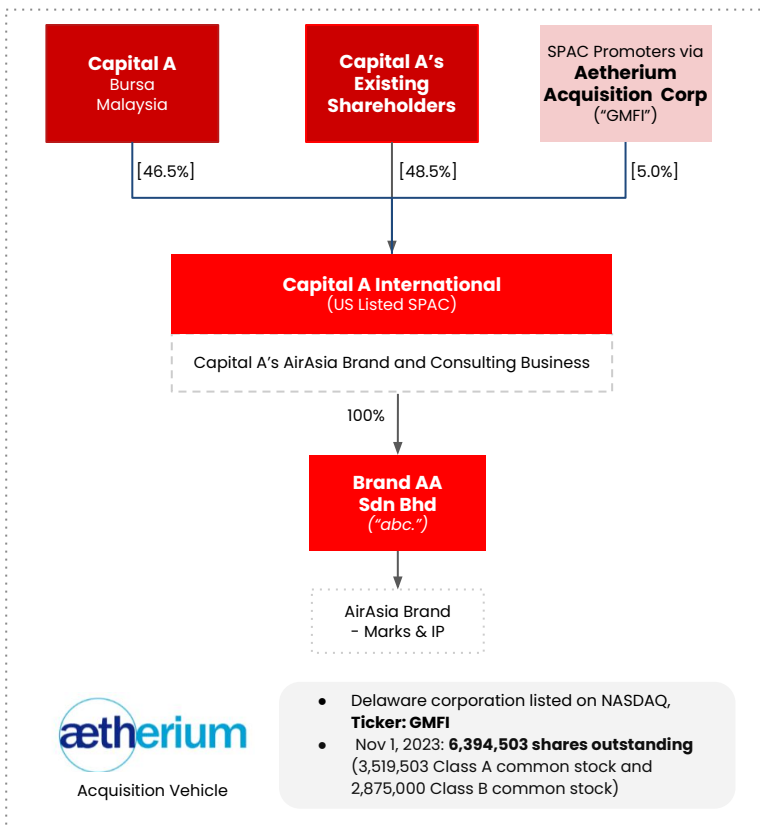 Capital A
Bursa
Malaysia
Capital A's
Existing
Shareholders
SPAC Promoters via
Aetherium
Acquisition Corp
("GMFI")
[46.5%]
[48.5%]
[5.0%]
Capital A International
(US Listed SPAC)
Capital A's AirAsia Brand and Consulting Business
100%
Brand AA
Sdn Bhd
("abc.")
AirAsia Brand
- Marks & IP
ætherium
Acquisition Vehicle
● Delaware corporation listed on NASDAQ,
Ticker: GMFI
● Nov 1, 2023: 6,394,503 shares outstanding
(3,519,503 Class A common stock and
2,875,000 Class B common stock)